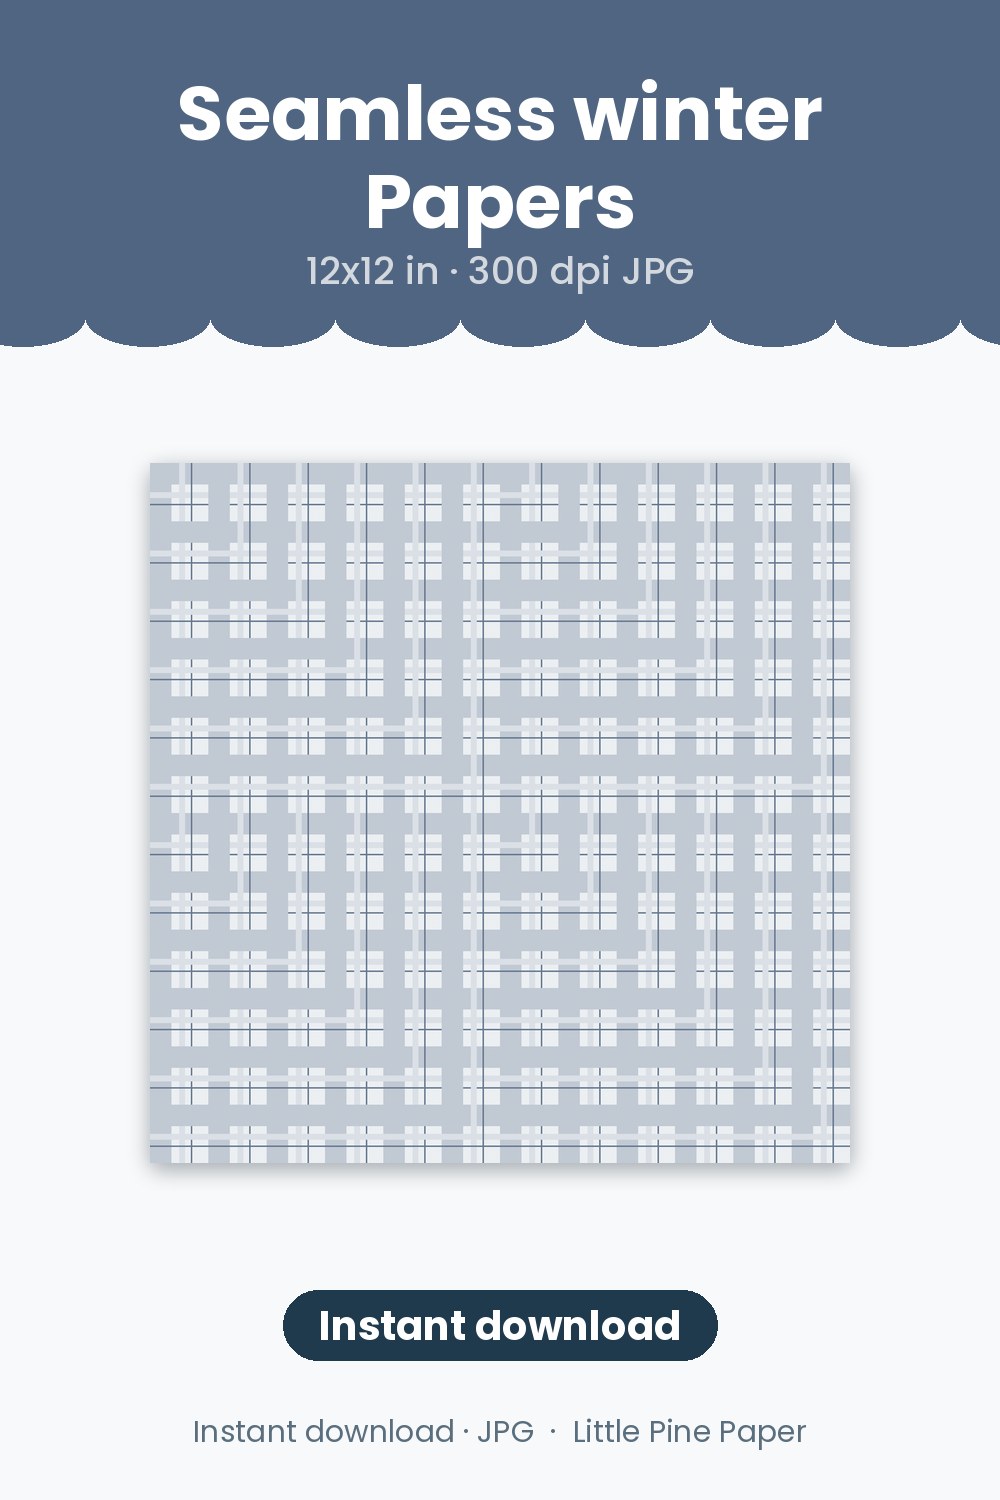 Seamless winter
Papers
12x12 in · 300 dpi JPG
Instant download
Instant download · JPG · Little Pine Paper